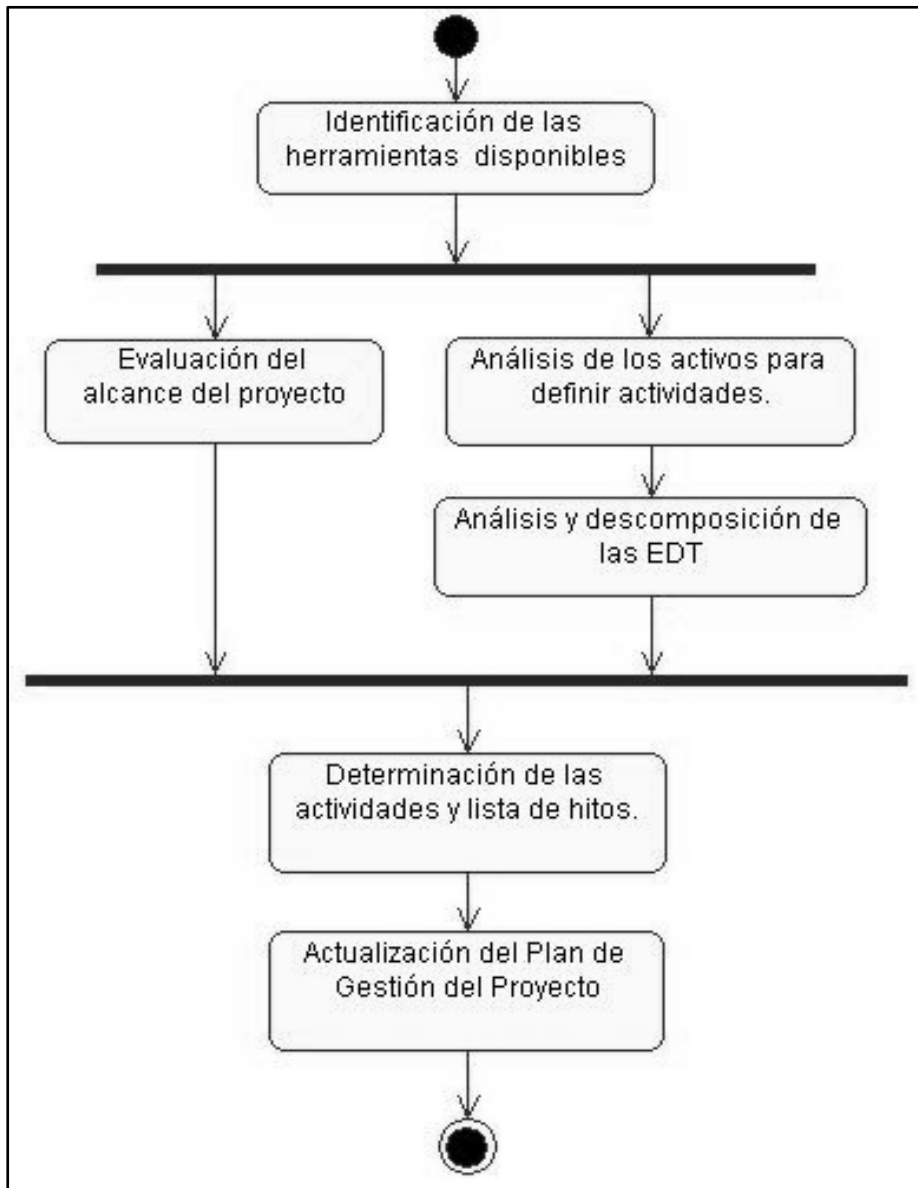 Identificación de las
herramientas disponibles
Evaluación del
alcance del proyecto
Análisis de los activos para
definir actividades.
Análisis y descomposición de
las EDT
Determinación de las
actividades y lista de hitos.
Actualización del Plan de
Gestión del Proyecto